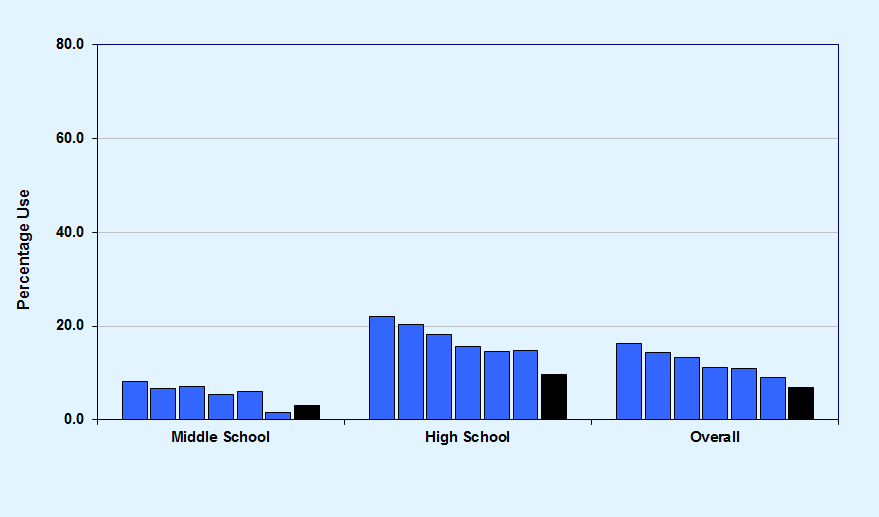 80.0
60.0
40.0
20.0
0.0
Percentage Use
Middle School
High School
Overall